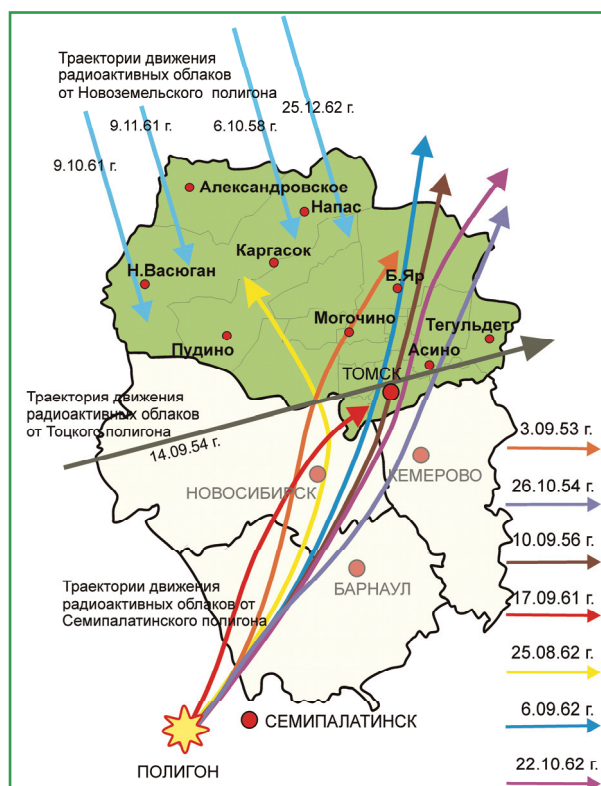 Траектории движения
радиоактивных облаков
от Новоземельского полигона
9.10.61 г.
9.11.61 г.
6.10.58 г.
25.12.62 г.
Александровское
Напас
Каргасок
Н.Васюган
Б.Яр
Могочино
Тегульдет
Пудино
Асино
ТОМСК
Траектория движения
радиоактивных облаков
от Тоцкого полигона
14.09.54 г.
НОВОСИБИРСК
КЕМЕРОВО
БАРНАУЛ
Траектории движения
радиоактивных облаков от
Семипалатинского полигона
СЕМИПАЛАТИНСК
ПОЛИГОН
3.09.53 г.
26.10.54 г.
10.09.56 г.
17.09.61 г.
25.08.62 г.
6.09.62 г.
22.10.62 г.